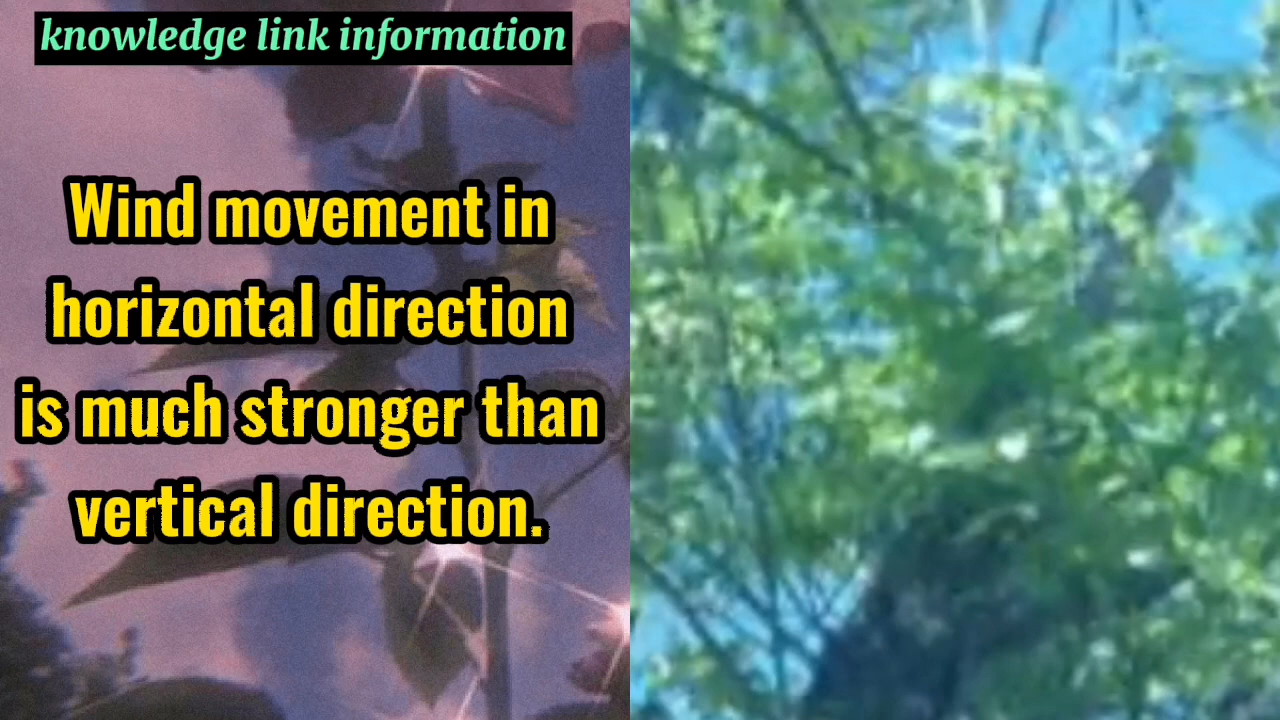 knowledge link information
Wind movement in
horizontal direction
is much stronger than
vertical direction.